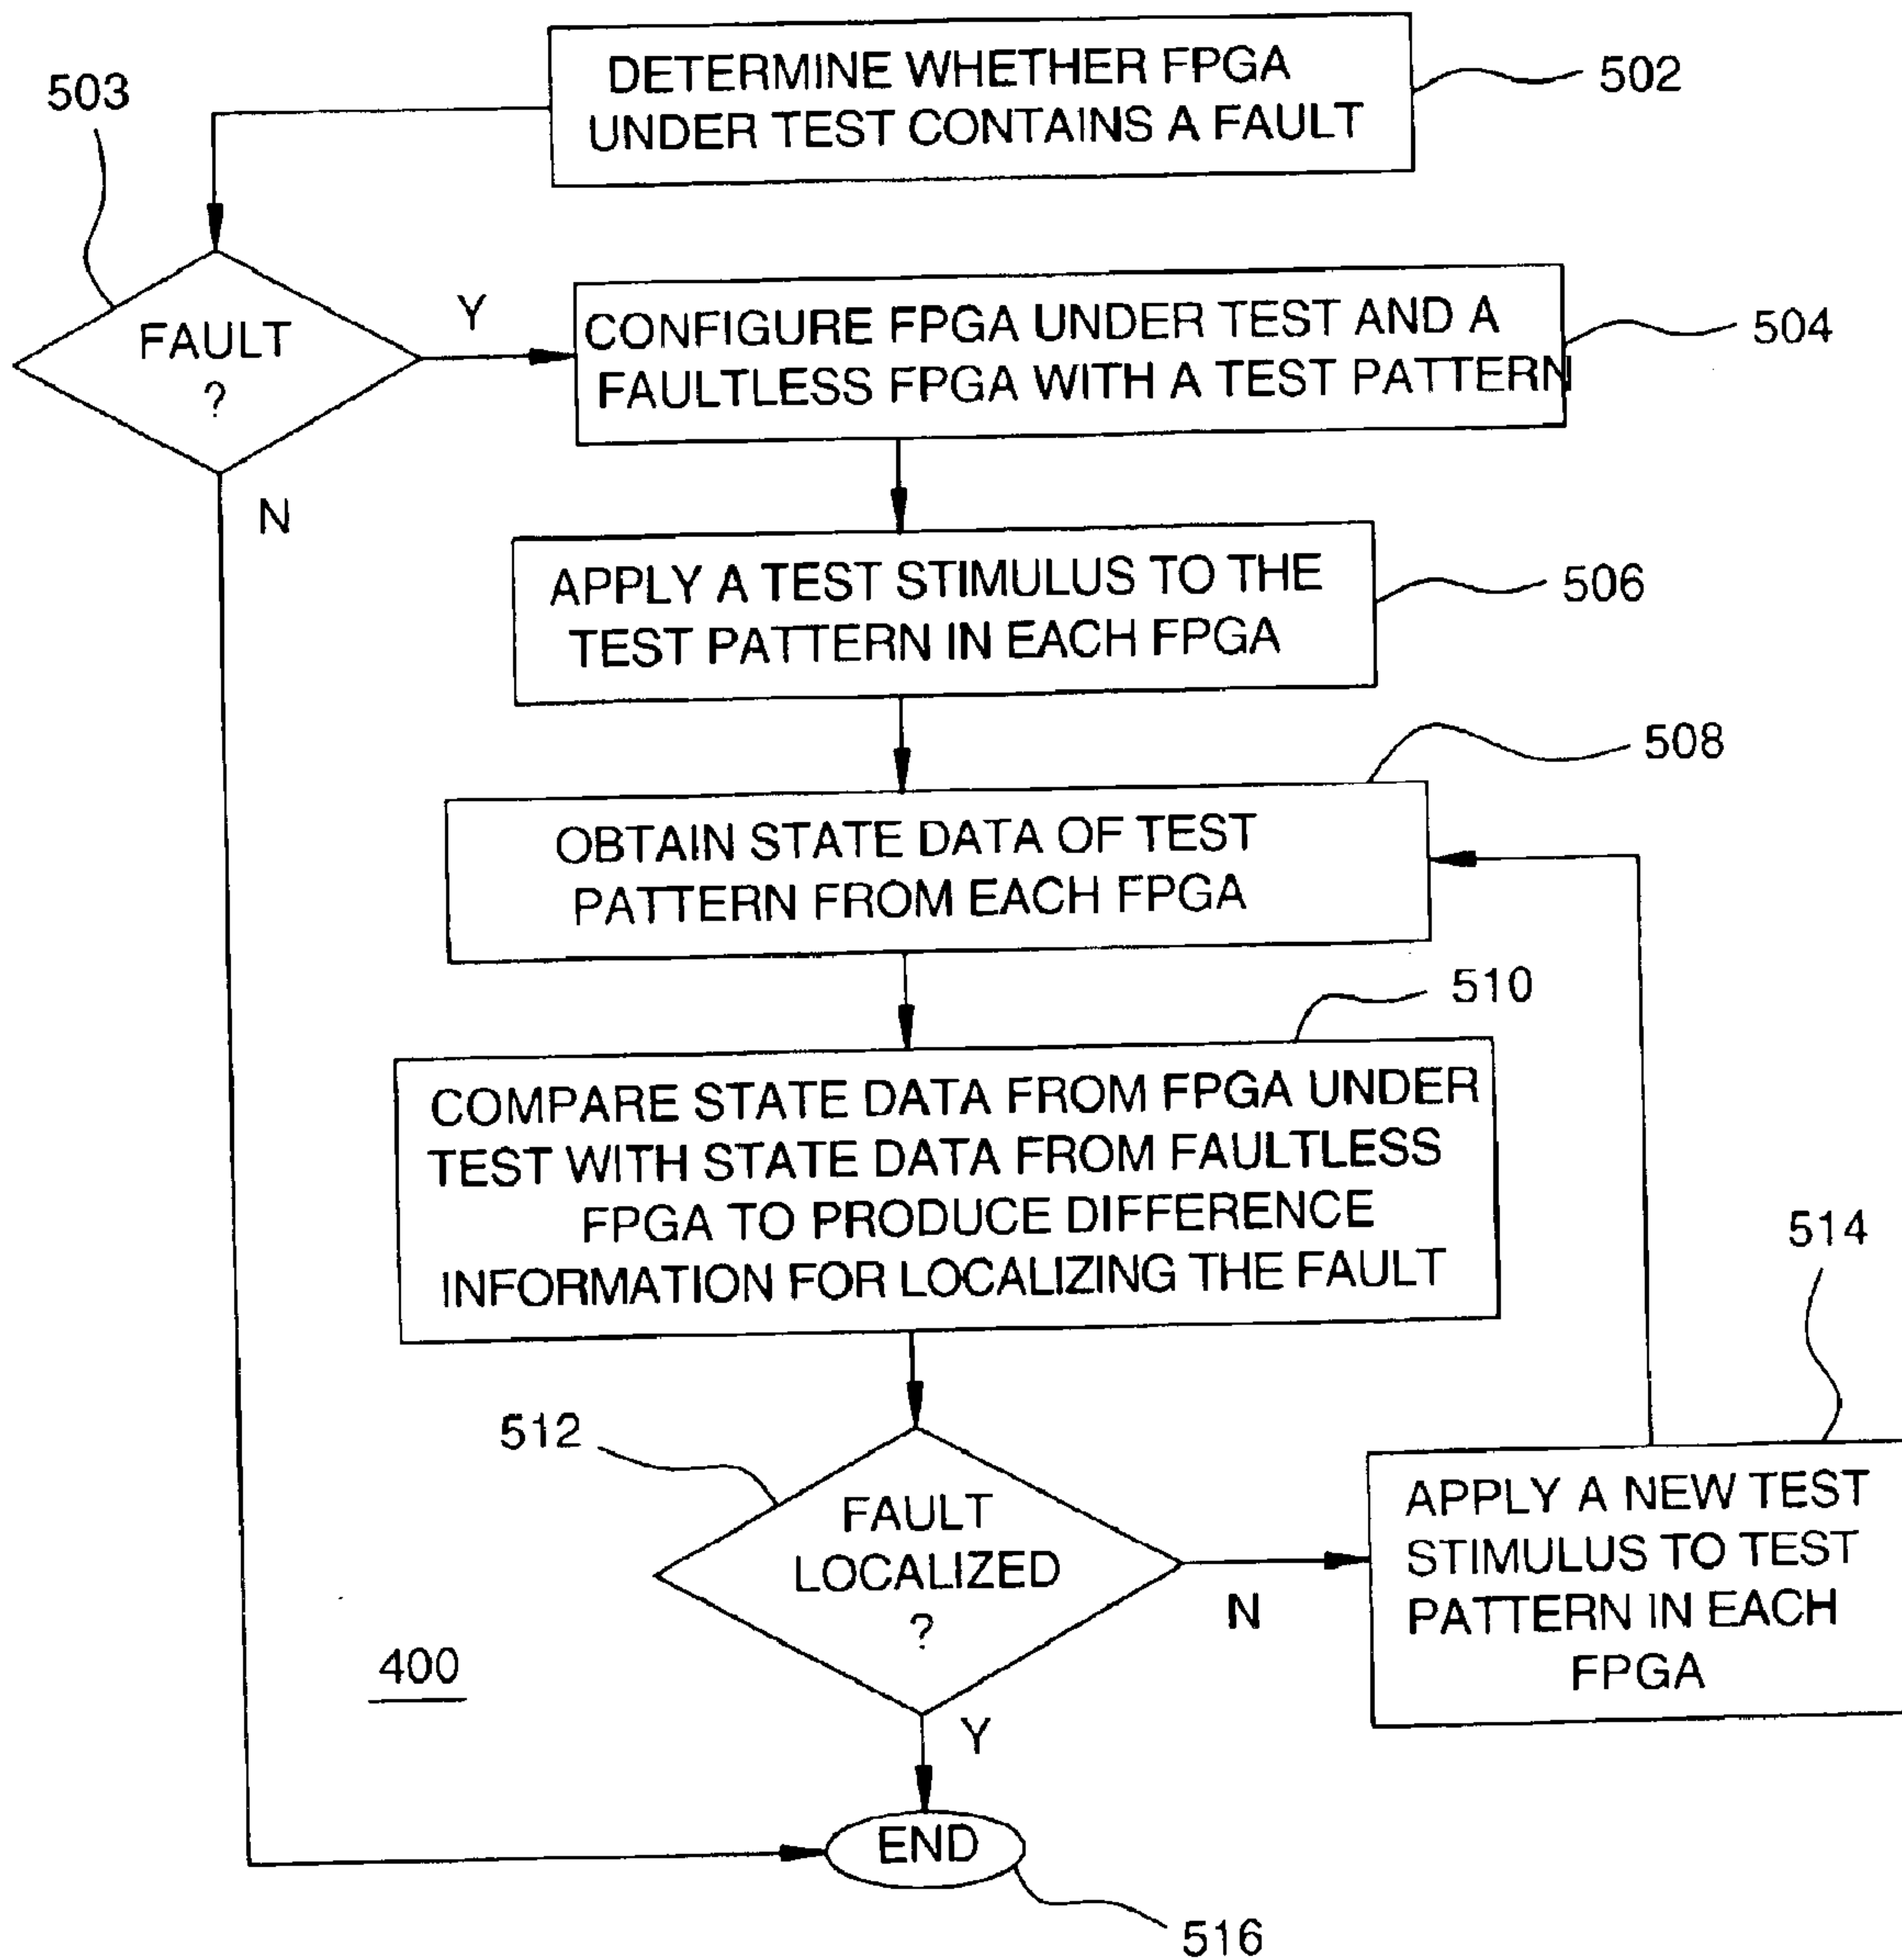 DETERMINE WHETHER FPGA
UNDER TEST CONTAINS A FAULT
502
503
FAULT
?
Y
N
CONFIGURE FPGA UNDER TEST AND A
FAULTLESS FPGA WITH A TEST PATTERN
504
APPLY A TEST STIMULUS TO THE
TEST PATTERN IN EACH FPGA
506
508
OBTAIN STATE DATA OF TEST
PATTERN FROM EACH FPGA
510
COMPARE STATE DATA FROM FPGA UNDER
TEST WITH STATE DATA FROM FAULTLESS
FPGA TO PRODUCE DIFFERENCE
INFORMATION FOR LOCALIZING THE FAULT
512
FAULT
LOCALIZED
?
N
Y
514
APPLY A NEW TEST
STIMULUS TO TEST
PATTERN IN EACH
FPGA
400
END
516